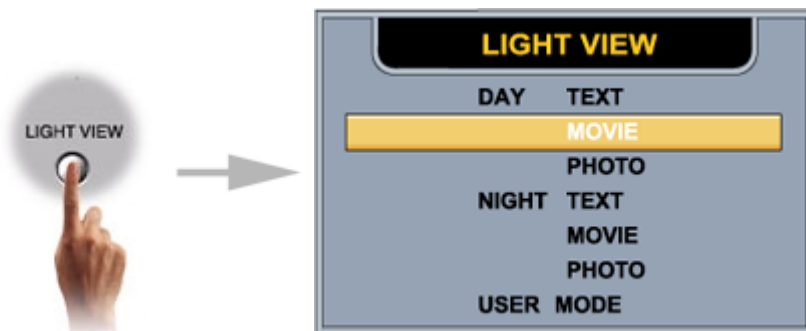 LIGHT VIEW
LIGHT VIEW
DAY TEXT
MOVIE
PHOTO
NIGHT TEXT
MOVIE
PHOTO
USER MODE